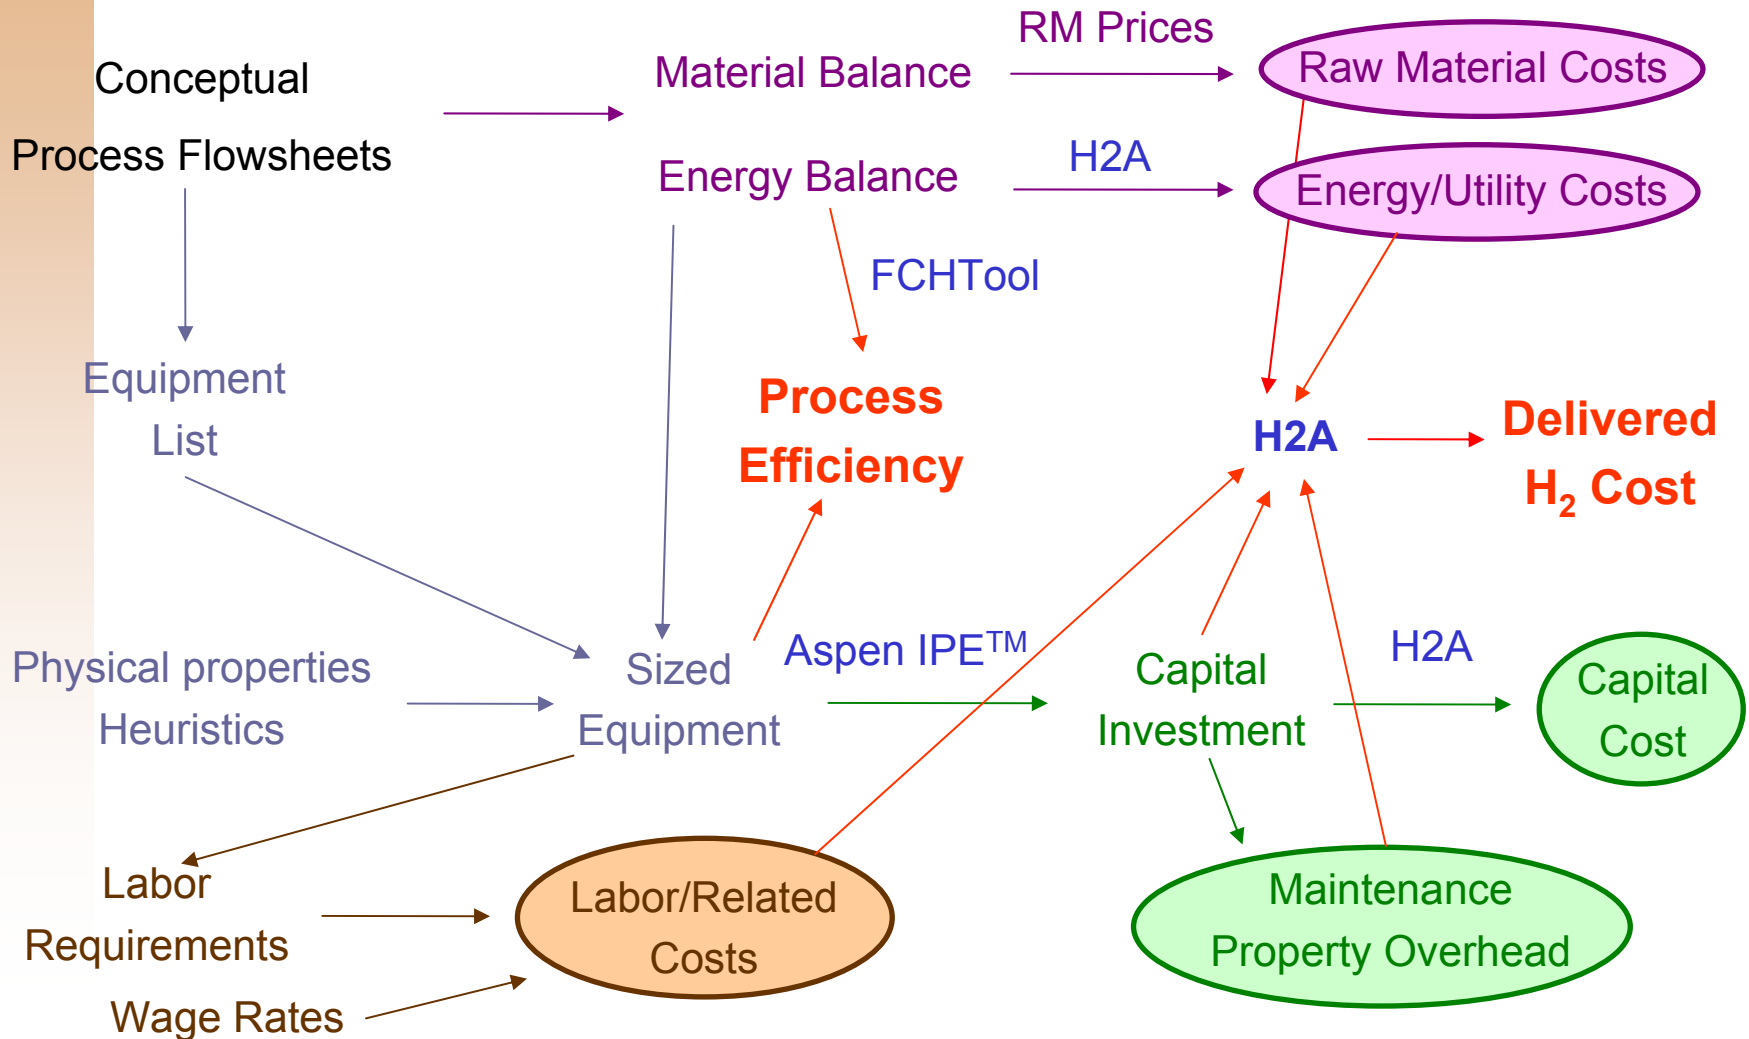 RM Prices
Conceptual
Process Flowsheets
Material Balance
Raw Material Costs
Energy Balance
H2A
Energy/Utility Costs
FCHTool
Equipment
List
Process
Efficiency
H2A
Delivered
H₂ Cost
Physical properties
Heuristics
Sized
Equipment
Aspen IPE™
Capital
Investment
H2A
Capital
Cost
Labor
Requirements
Wage Rates
Labor/Related
Costs
Maintenance
Property Overhead